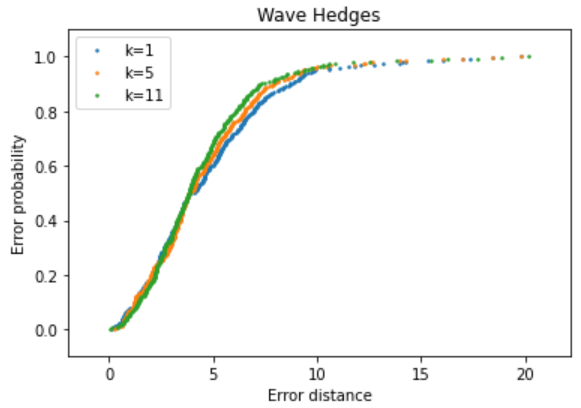 Wave Hedges
k=1
k=5
k=11
Error probability
1.0
0.8
0.6
0.4
0.2
0.0
0
5
10
15
20
Error distance